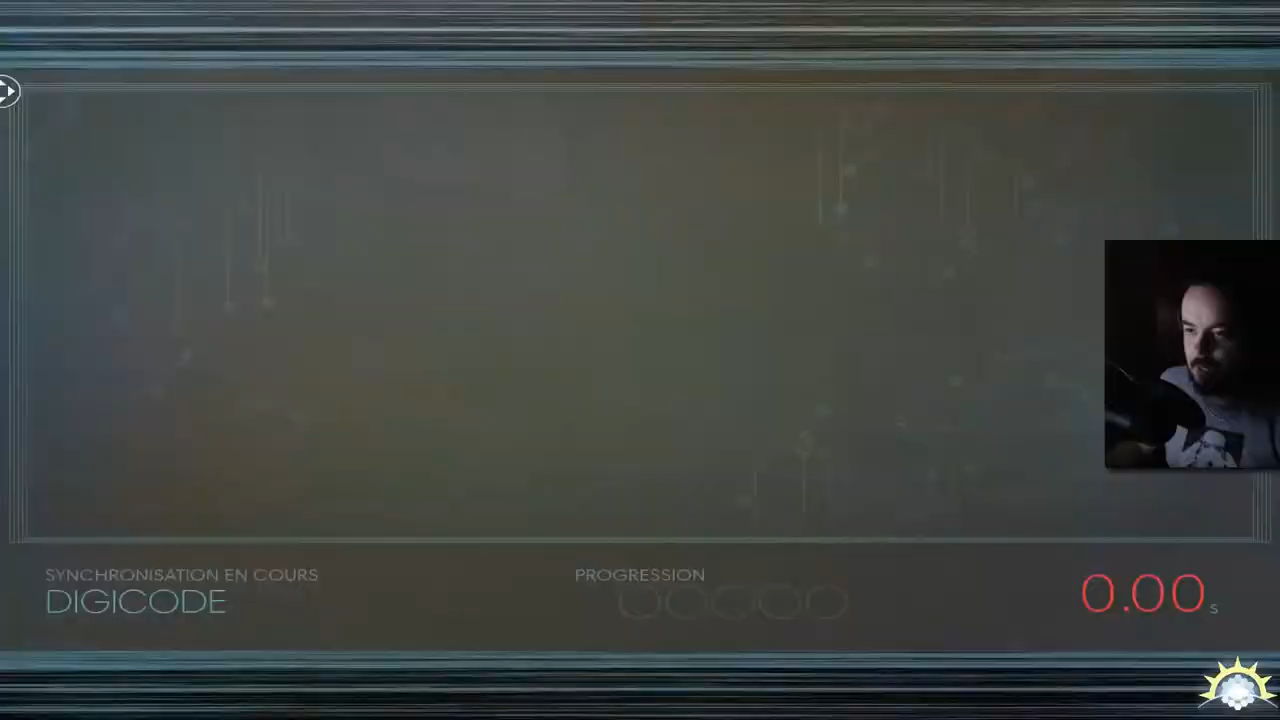 SYNCHRONISATION EN COURS
DIGICODE
PROGRESSION
0.00 s